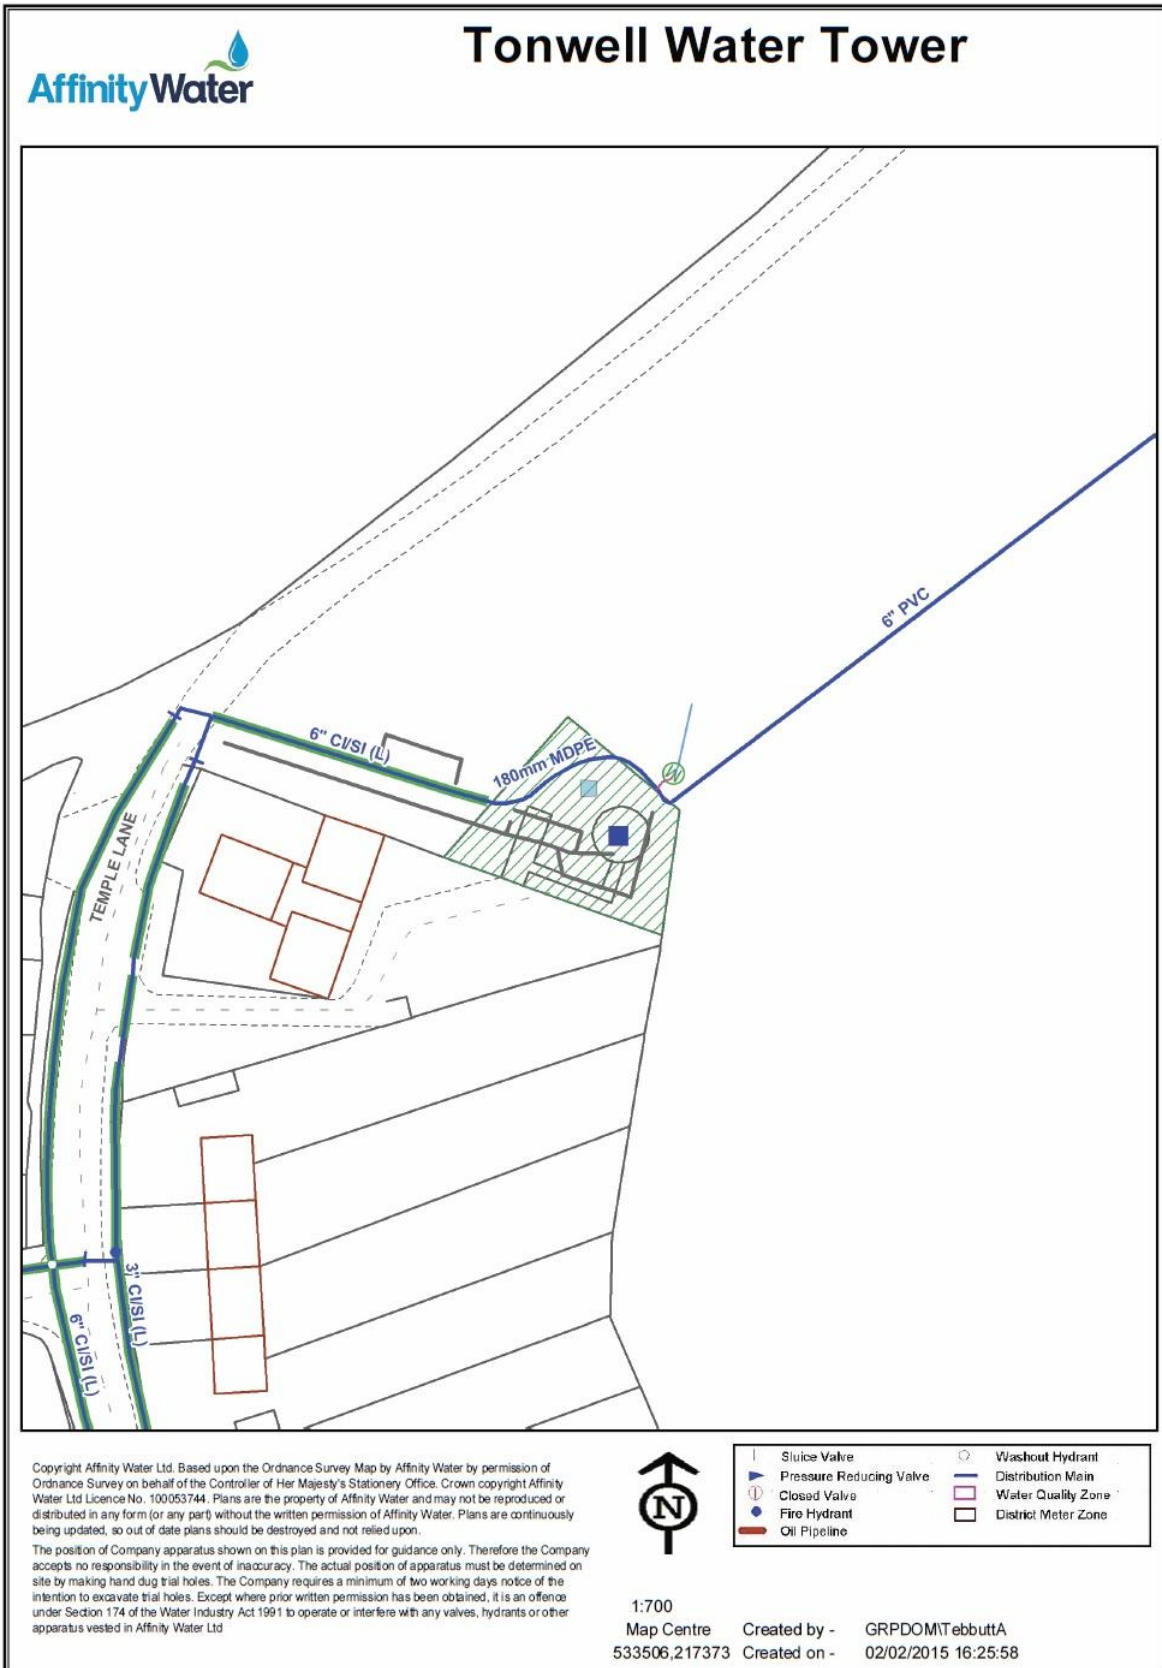 Tonwell Water Tower
AffinityWater
6" PVC
6" CI/SI (L)
180mm MDPE
TEMPLE LANE
3" CI/SI (L)
6" CI/SI (L)
Copyright Affinity Water Ltd. Based upon the Ordnance Survey Map by Affinity Water by permission of
Ordnance Survey on behalf of the Controller of Her Majesty's Stationery Office. Crown copyright Affinity
Water Ltd Licence No. 100053744. Plans are the property of Affinity Water and may not be reproduced or
distributed in any form (or any part) without the written permission of Affinity Water. Plans are continuously
being updated, so out of date plans should be destroyed and not relied upon.
The position of Company apparatus shown on this plan is provided for guidance only. Therefore the Company
accepts no responsibility in the event of inaccuracy. The actual position of apparatus must be determined on
site by making hand dug trial holes. The Company requires a minimum of two working days notice of the
intention to excavate trial holes. Except where prior written permission has been obtained, it is an offence
under Section 174 of the Water Industry Act 1991 to operate or interfere with any valves, hydrants or other
apparatus vested in Affinity Water Ltd
N
Sluice Valve
Pressure Reducing Valve
Closed Valve
Fire Hydrant
Oil Pipeline
Washout Hydrant
Distribution Main
Water Quality Zone
District Meter Zone
1:700
Map Centre
533506,217373
Created by - GRPDOM\TebbuttA
Created on - 02/02/2015 16:25:58